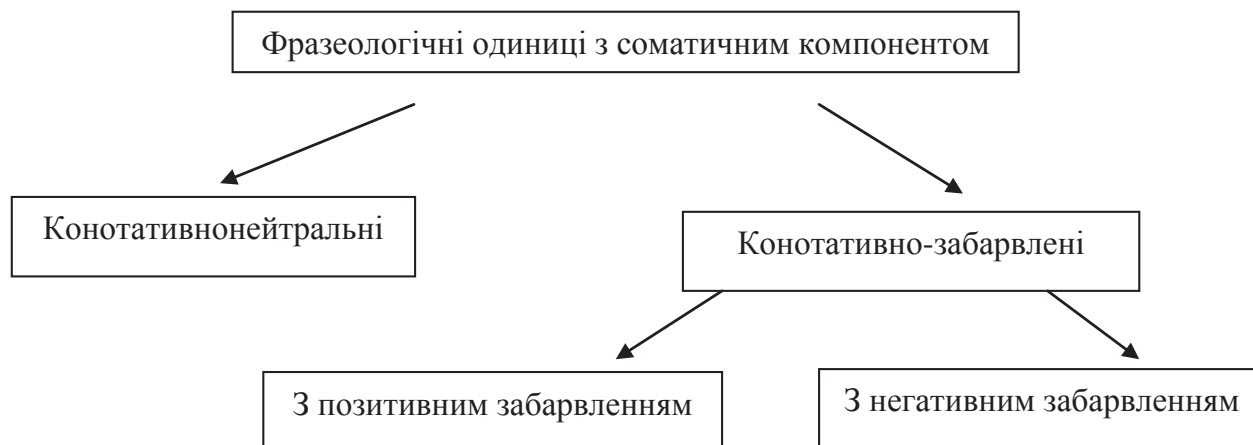 Фразеологічні одиниці з соматичним компонентом
Конотативнонейтральні
Конотативно-забарвлені
З позитивним забарвленням
З негативним забарвленням